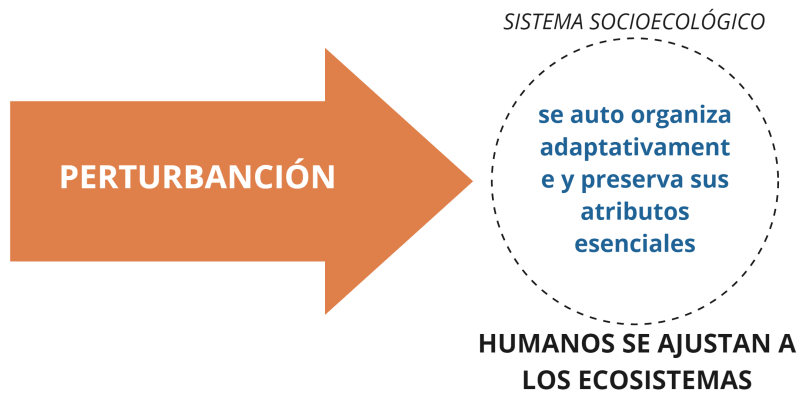 SISTEMA SOCIOECOLÓGICO
PERTURBANCIÓN
se auto organiza
adaptativament
e y preserva sus
atributos
esenciales
HUMANOS SE AJUSTAN A
LOS ECOSISTEMAS